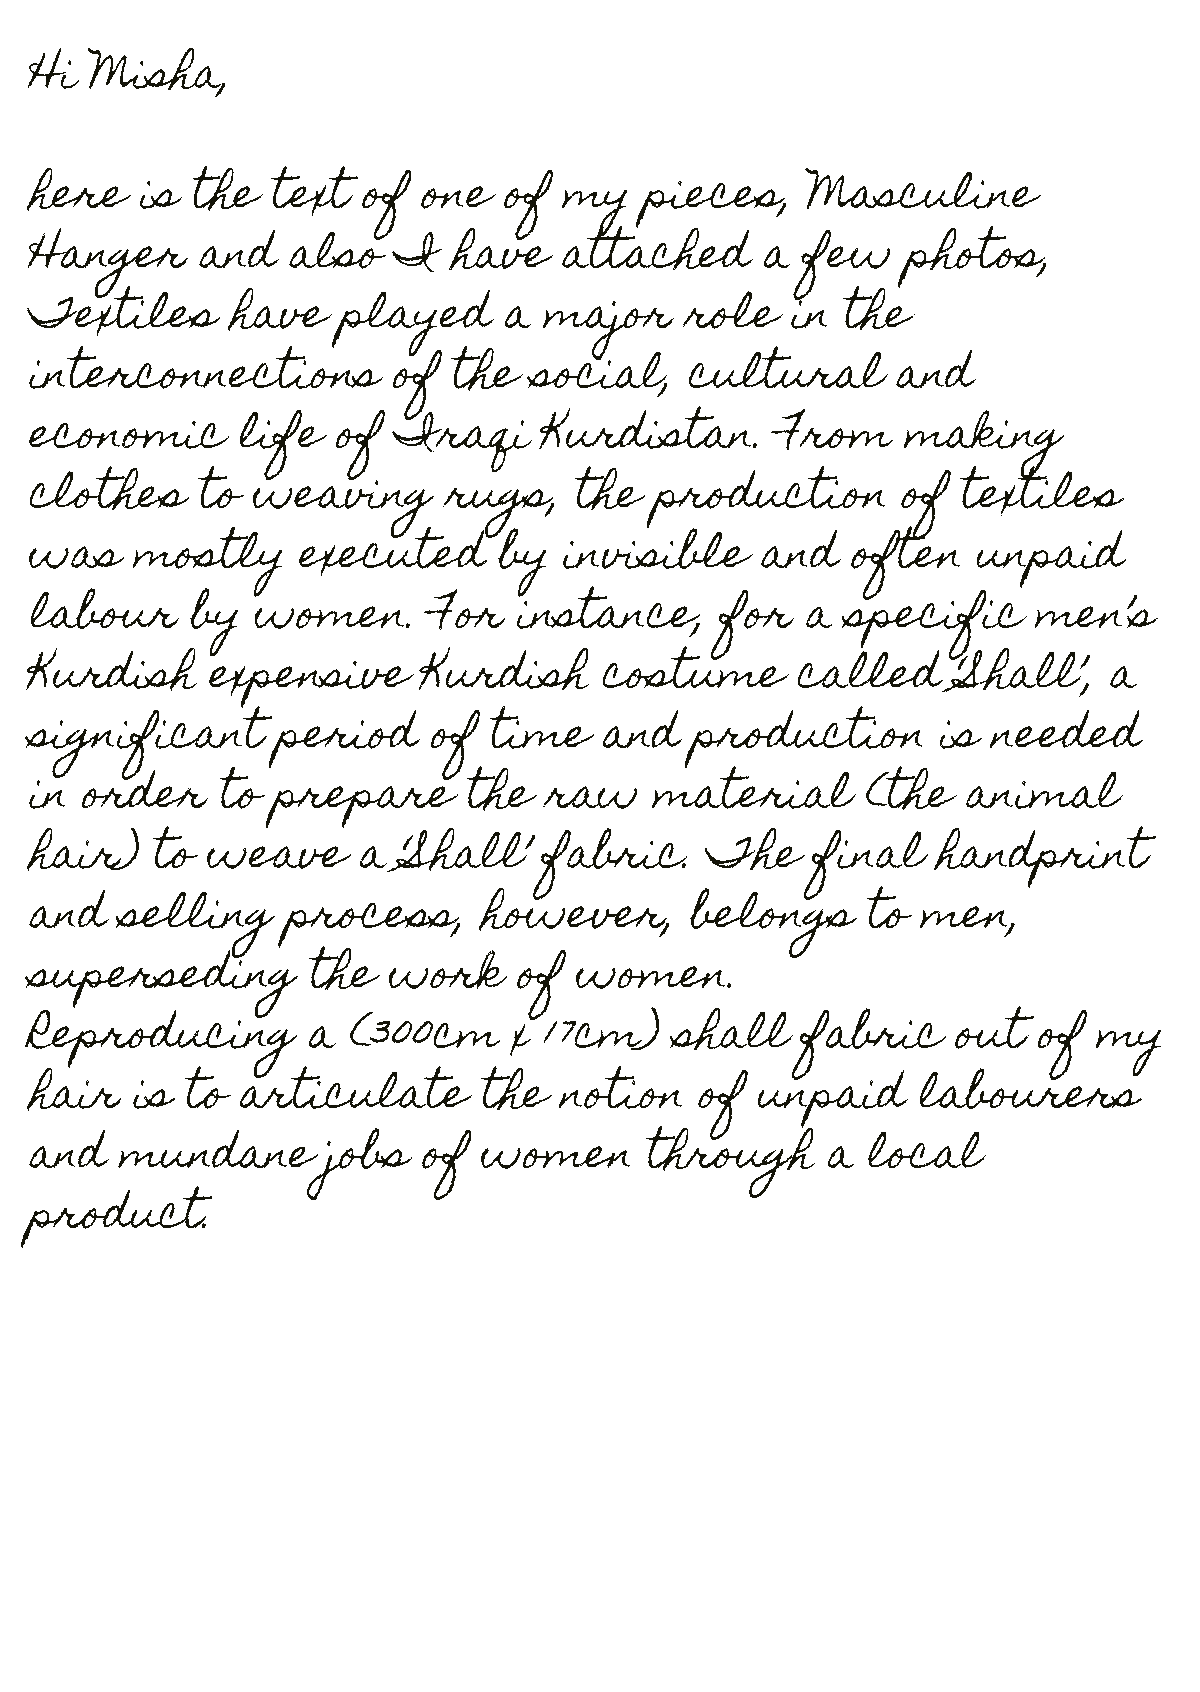 Hi Misha,
here is the text of one of my pieces, Masculine
Hanger and also I have attached a few photos,
Textiles have played a major role in the
interconnections of the social, cultural and
economic life of Iraqi Kurdistan. From making
clothes to weaving rugs, the production of textiles
was mostly executed by invisible and often unpaid
labour by women. For instance, for a specific men's
Kurdish expensive Kurdish costume called 'Shall', a
significant period of time and production is needed
in order to prepare the raw material (the animal
hair) to weave a 'Shall' fabric. The final handprint
and selling process, however, belongs to men,
superseding the work of women.
Reproducing a (300cm x 17cm) shall fabric out of my
hair is to articulate the notion of unpaid labourers
and mundane jobs of women through a local
product.